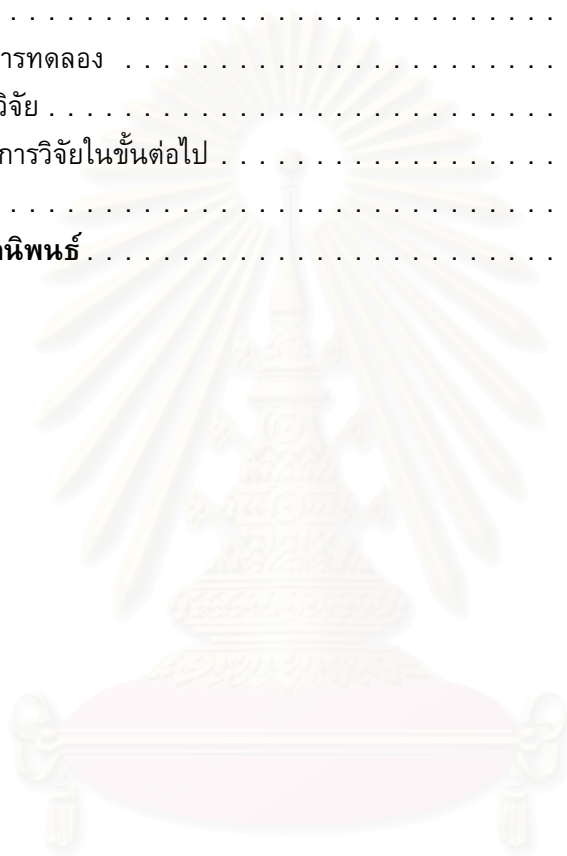 . . . . . . . . . . . . . . . . . . . . . . . . . . . . . .
ารทดลอง . . . . . . . . . . . . . . . . . . . . . . .
วิจัย . . . . . . . . . . . . . . . . . . . . . . . . . . .
การวิจัยในขั้นต่อไป . . . . . . . . . . . . . . . . . .
. . . . . . . . . . . . . . . . . . . . . . . . . . . . . .
นิพนธ์ . . . . . . . . . . . . . . . . . . . . . . . . .